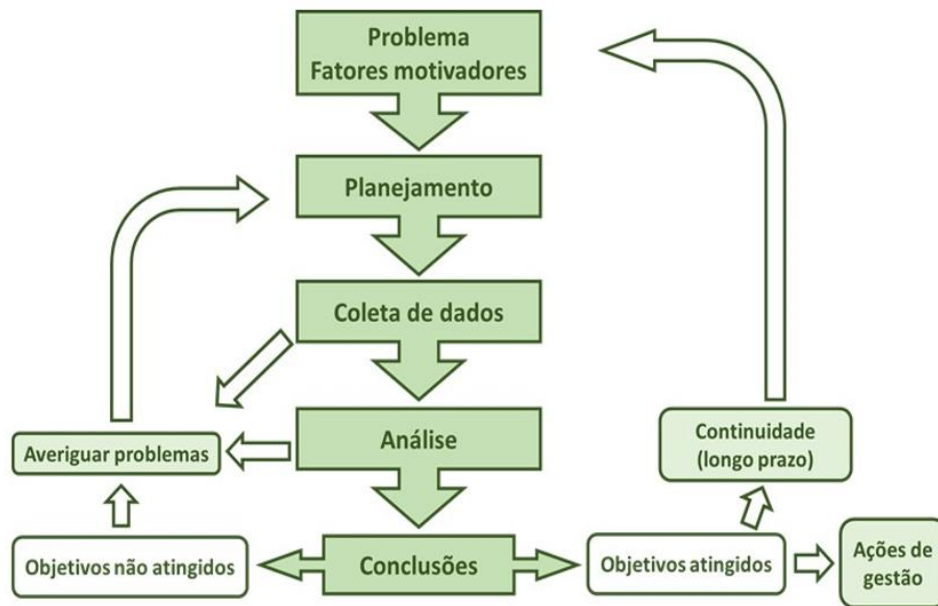 Problema
Fatores motivadores
Planejamento
Coleta de dados
Análise
Averiguar problemas
Continuidade
(longo prazo)
Objetivos não atingidos
Conclusões
Objetivos atingidos
Ações de
gestão